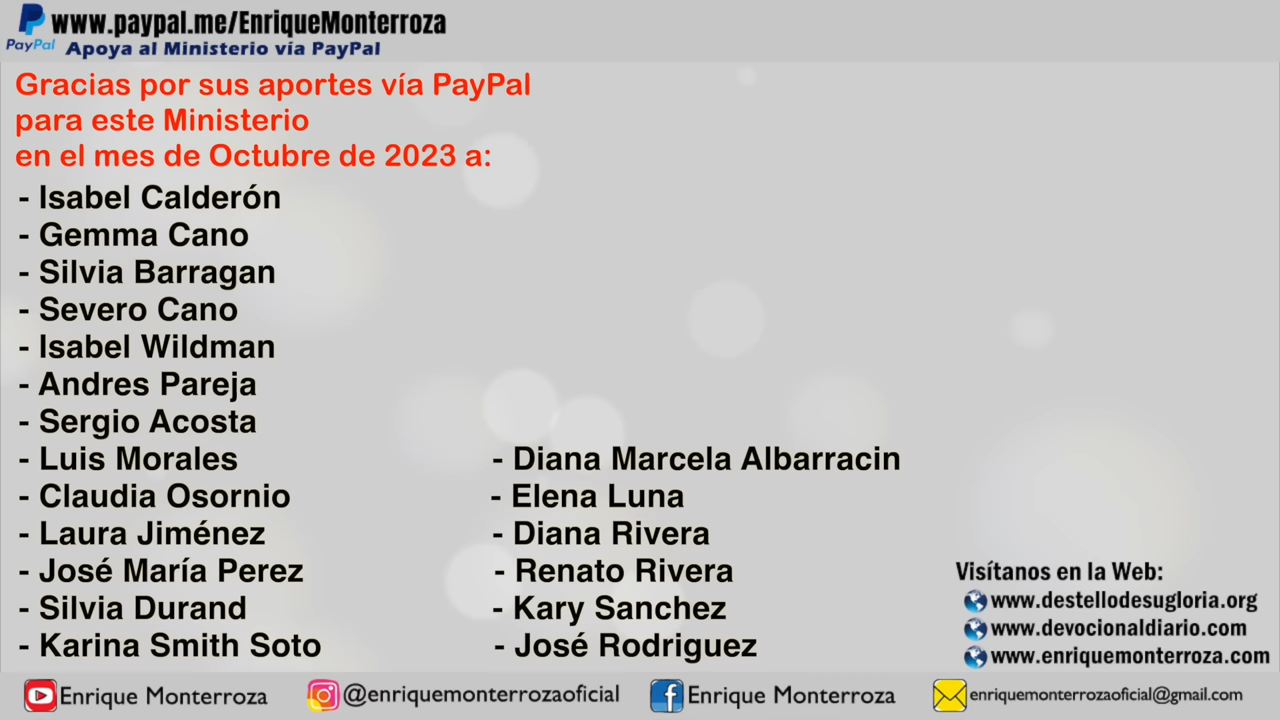 www.paypal.me/EnriqueMonterroza
PayPal Apoya al Ministerio vía PayPal
Gracias por sus aportes vía PayPal
para este Ministerio
en el mes de Octubre de 2023 a:
- Isabel Calderón
- Gemma Cano
- Silvia Barragan
- Severo Cano
- Isabel Wildman
- Andres Pareja
- Sergio Acosta
- Luis Morales
- Claudia Osornio
- Laura Jiménez
- José María Perez
- Silvia Durand
- Karina Smith Soto
- Diana Marcela Albarracin
- Elena Luna
- Diana Rivera
- Renato Rivera
- Kary Sanchez
- José Rodriguez
Visítanos en la Web:
www.destellodesugloria.org
www.devocionaldiario.com
www.enriquemonterroza.com
Enrique Monterroza @enriquemonterrozaoficial Enrique Monterroza enriquemonterrozaoficial@gmail.com